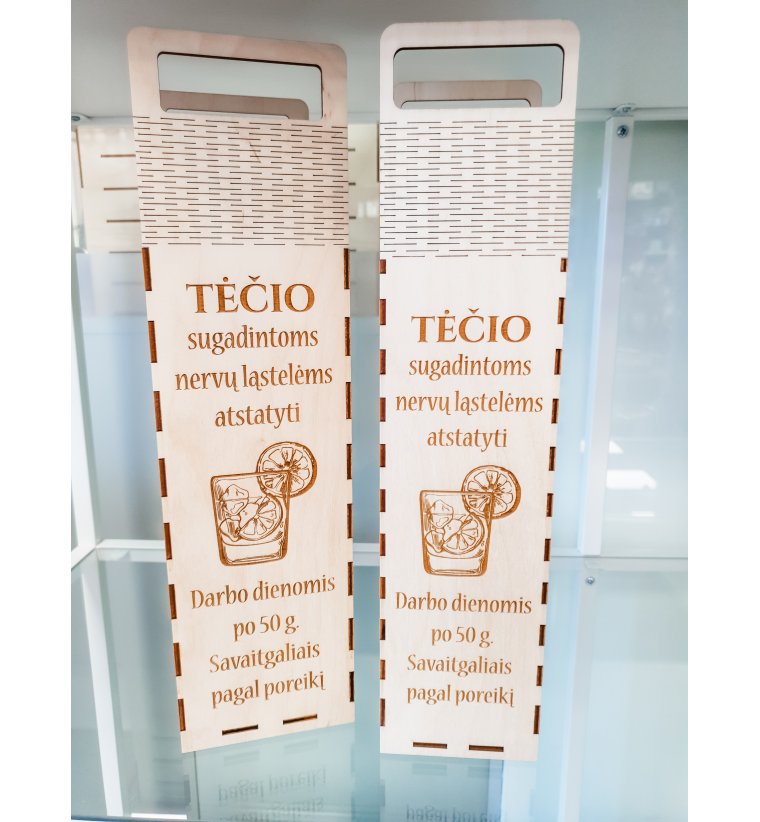 TĖČIO
sugadintoms
nervų ląstelėms
atstatyti
Darbo dienomis
po 50 g.
Savaitgaliais
pagal poreikį
TĖČIO
sugadintoms
nervų ląstelėms
atstatyti
Darbo dienomis
po 50 g.
Savaitgaliais
pagal poreikį